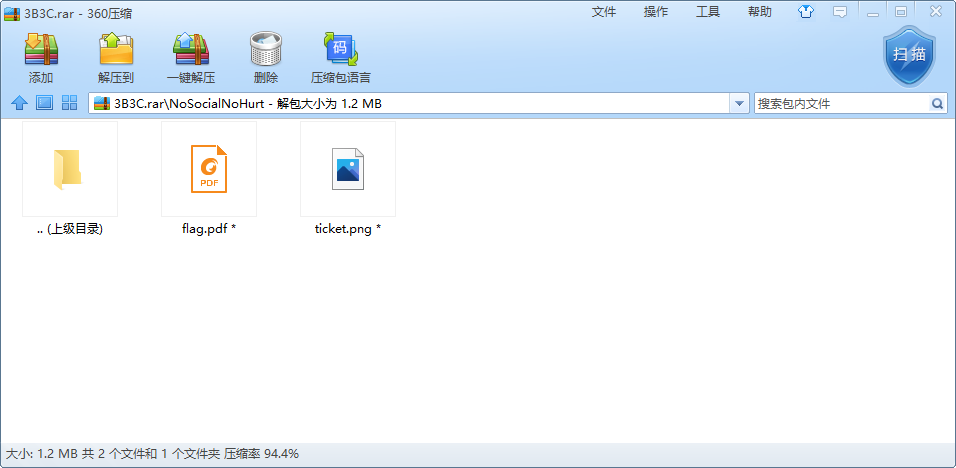 3B3C.rar - 360压缩
文件 操作 工具 帮助
添加 解压到 一键解压 删除 码 压缩包语言 扫描
3B3C.rar\NoSocialNoHurt - 解包大小为 1.2 MB
搜索包内文件
PDF
.. (上级目录) flag.pdf * ticket.png *
大小: 1.2 MB 共 2 个文件和 1 个文件夹 压缩率 94.4%